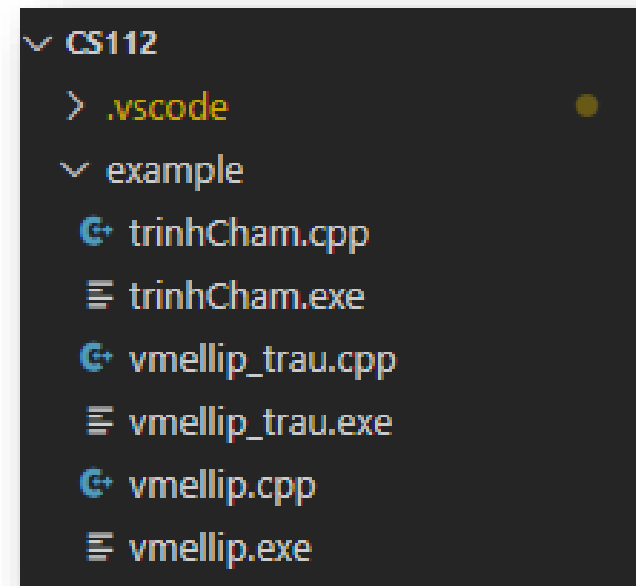 CS112
.vscode
example
trinhCham.cpp
trinhCham.exe
vmellip_trau.cpp
vmellip_trau.exe
vmellip.cpp
vmellip.exe